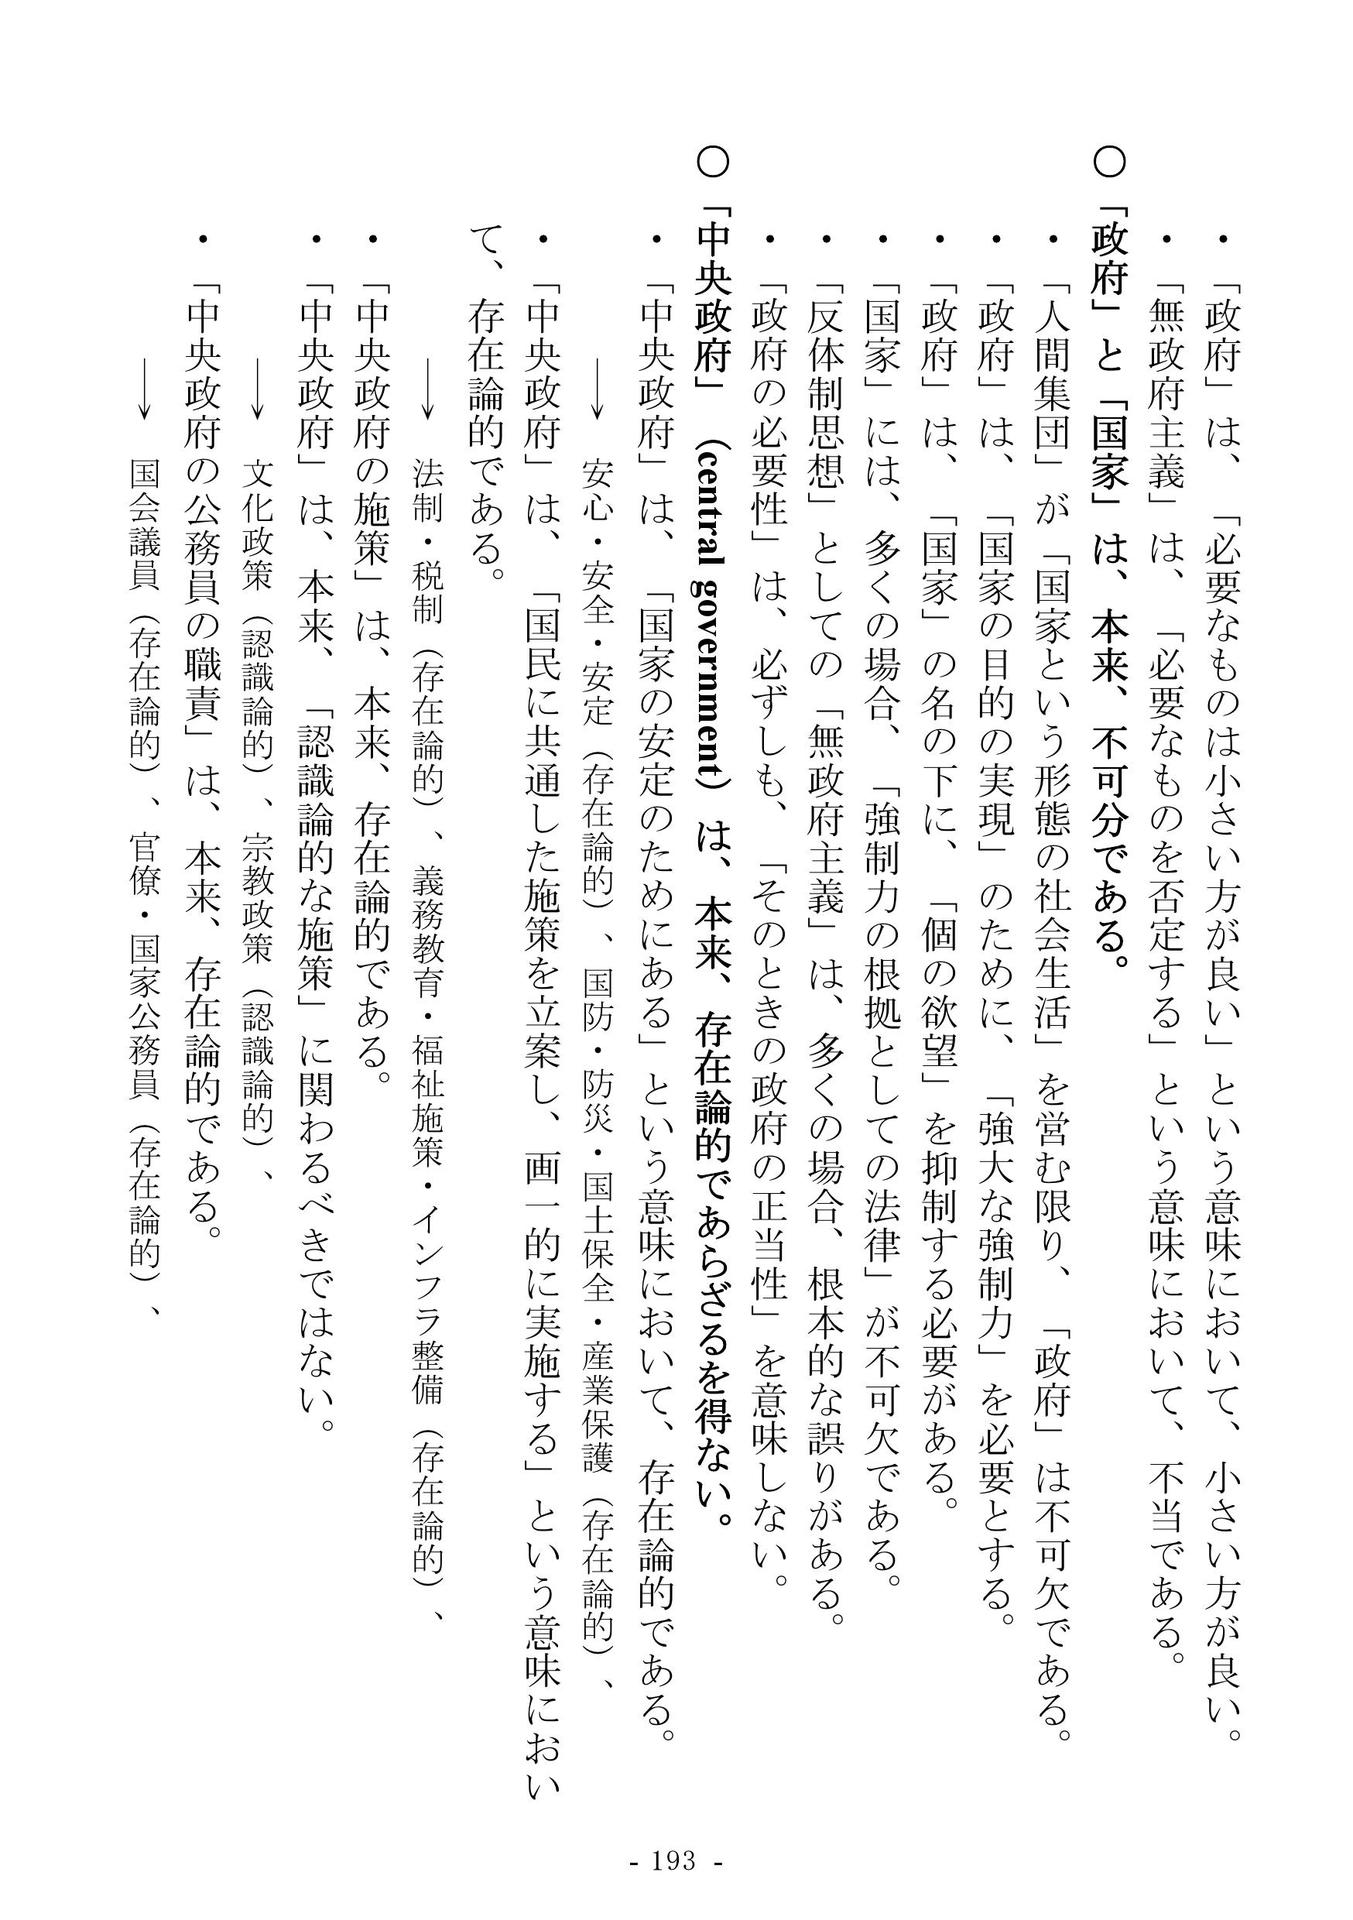 ・「政府」は、「必要なものは小さい方が良い」という意味において、小さい方が良い。
・「無政府主義」は、「必要なものを否定する」という意味において、不当である。
〇「政府」と「国家」は、本来、不可分である。
・「人間集団」が「国家という形態の社会生活」を営む限り、「政府」は不可欠である。
・「政府」は、「国家の目的の実現」のために、「強大な強制力」を必要とする。
・「政府」は、「国家」の名の下に、「個の欲望」を抑制する必要がある。
・「国家」には、多くの場合、「強制力の根拠としての法律」が不可欠である。
・「反体制思想」としての「無政府主義」は、多くの場合、根本的な誤りがある。
・「政府の必要性」は、必ずしも、「そのときの政府の正当性」を意味しない。
〇「中央政府」（central government）は、本来、存在論的であらざるを得ない。
・「中央政府」は、「国家の安定のためにある」という意味において、存在論的である。
→ 安心・安全・安定（存在論的）、国防・防災・国土保全・産業保護（存在論的）、
・「中央政府」は、「国民に共通した施策を立案し、画一的に実施する」という意味におい
て、存在論的である。
→ 法制・税制（存在論的）、義務教育・福祉施策・インフラ整備（存在論的）、
・「中央政府の施策」は、本来、存在論的である。
・「中央政府」は、本来、「認識論的な施策」に関わるべきではない。
→ 文化政策（認識論的）、宗教政策（認識論的）、
・「中央政府の公務員の職責」は、本来、存在論的である。
→ 国会議員（存在論的）、官僚・国家公務員（存在論的）、
- 193 -